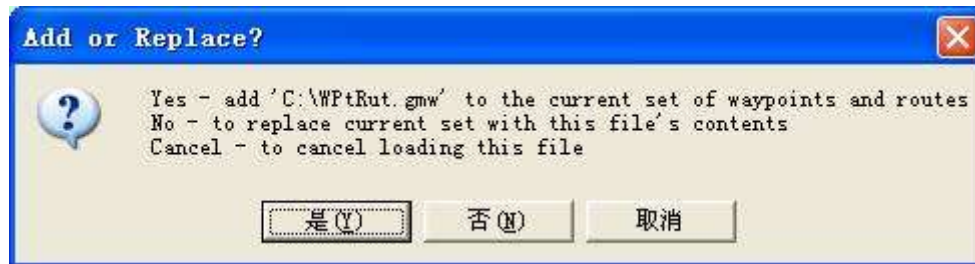 Add or Replace?
Yes - add 'C:\WPtRut.gmw' to the current set of waypoints and routes
No - to replace current set with this file's contents
Cancel - to cancel loading this file
是(Y) 否(N) 取消